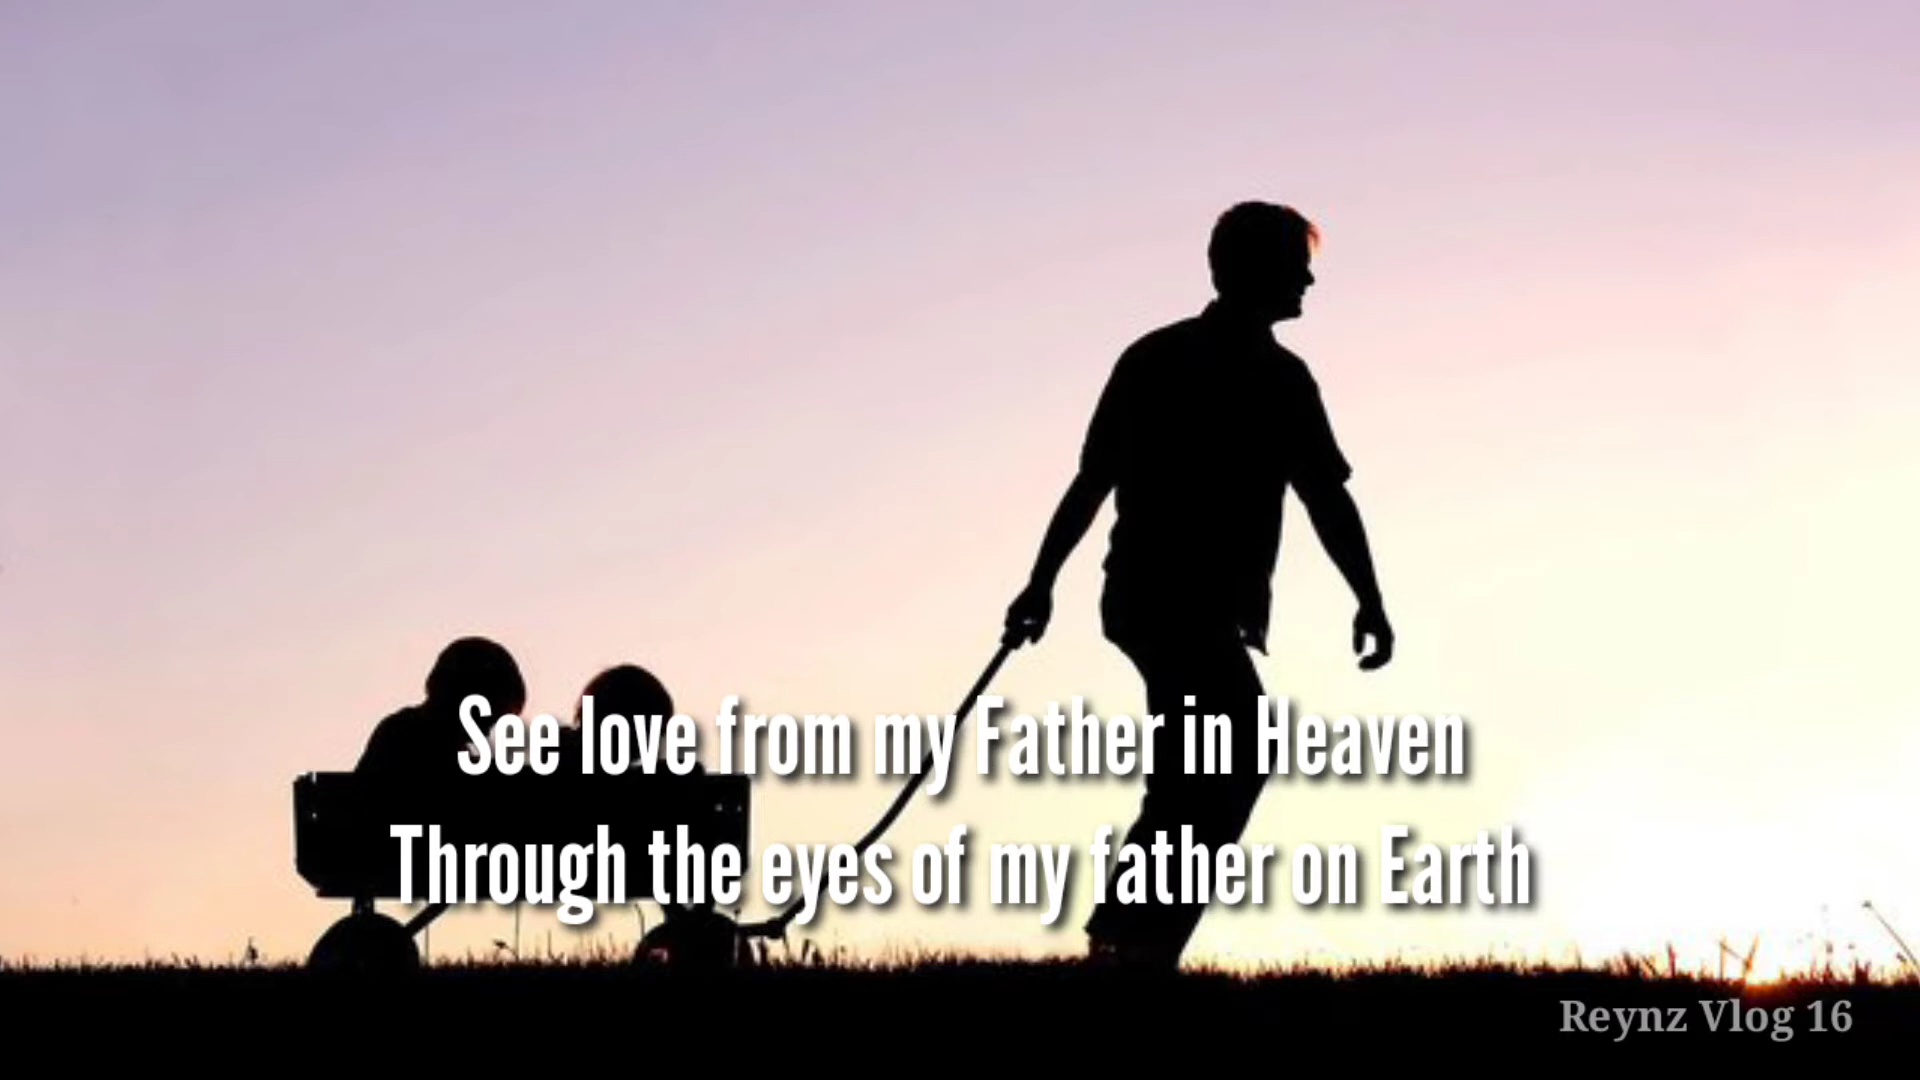 See love from my Father in Heaven
Through the eyes of my father on Earth
Reynz Vlog 16